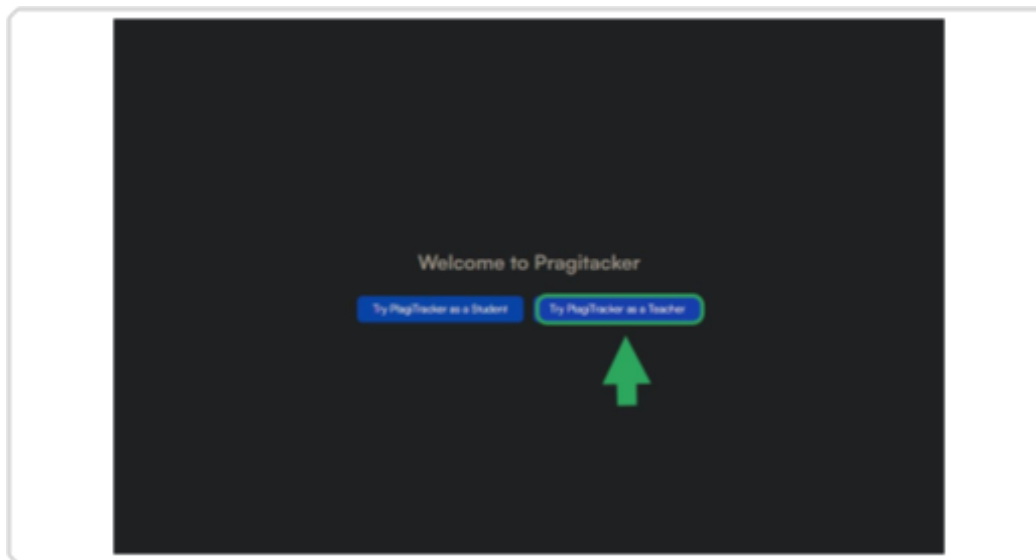 Welcome to Pragitacker
Try PlagiTracker as a Student
Try PlagiTracker as a Teacher